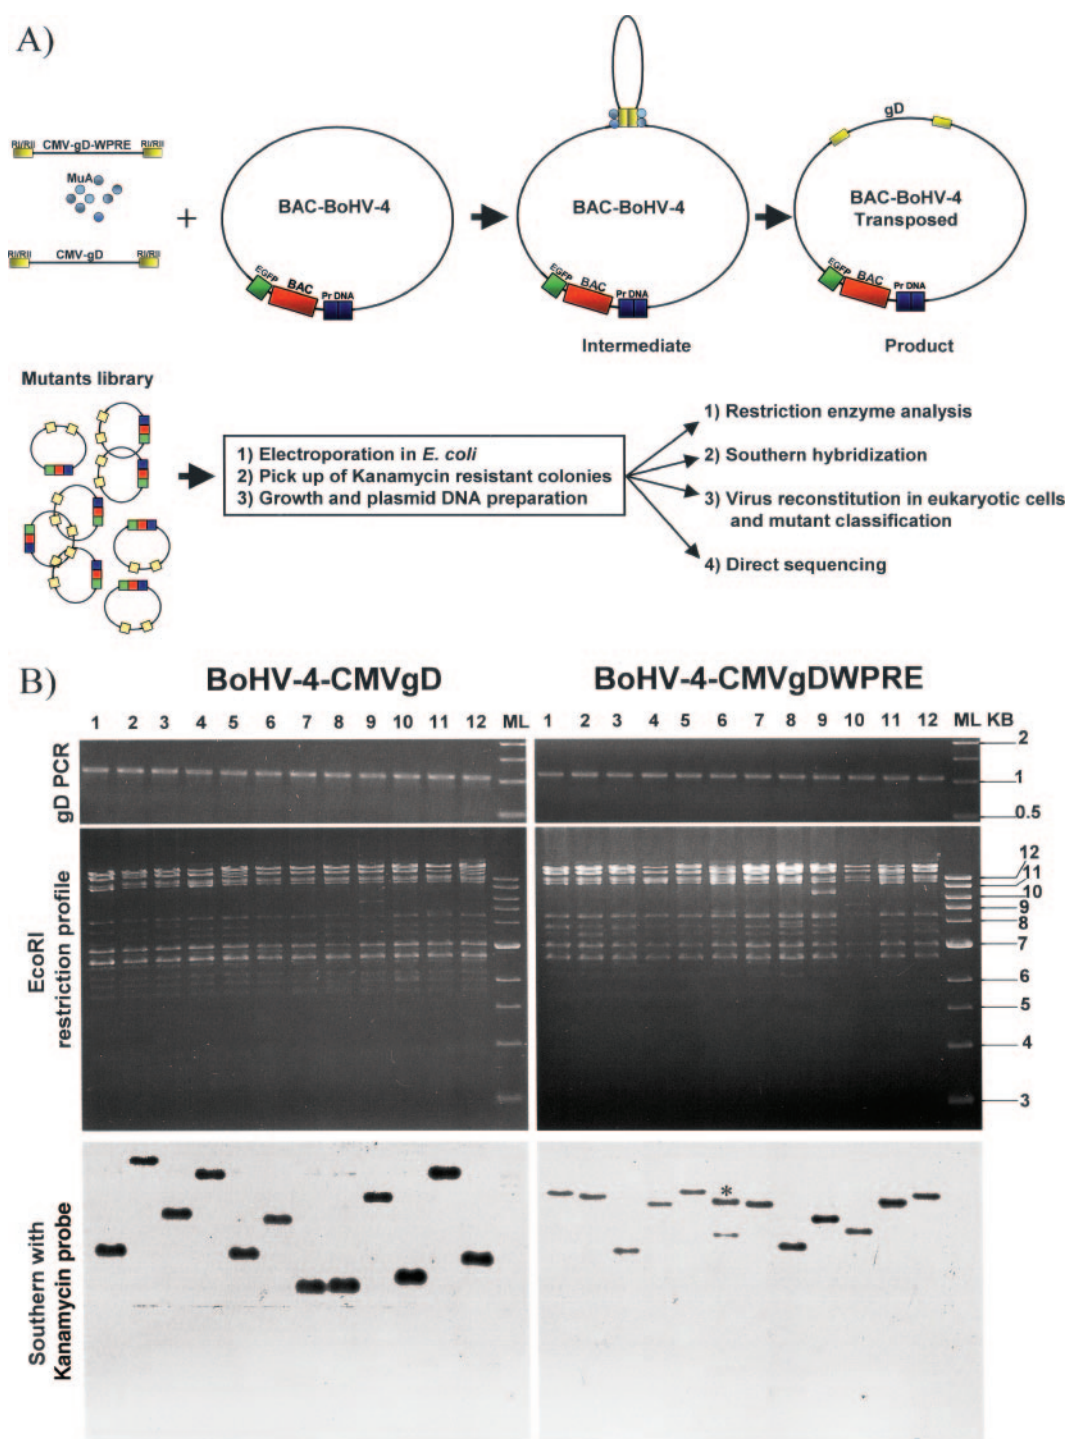 A)
gD
RI/RII CMV-gD-WPRE RI/RII
MuA
+
BAC-BoHV-4
BAC-BoHV-4
BAC-BoHV-4
Transposed
RI/RII CMV-gD RI/RII
EGFP BAC Pr DNA
EGFP BAC Pr DNA
EGFP BAC Pr DNA
Intermediate
Product
Mutants library
1) Electroporation in E. coli
2) Pick up of Kanamycin resistant colonies
3) Growth and plasmid DNA preparation
1) Restriction enzyme analysis
2) Southern hybridization
3) Virus reconstitution in eukaryotic cells
and mutant classification
4) Direct sequencing
B)
BoHV-4-CMVgD
BoHV-4-CMVgDWPRE
1 2 3 4 5 6 7 8 9 10 11 12 ML
1 2 3 4 5 6 7 8 9 10 11 12 ML KB
gD PCR
2
1
0.5
EcoRI
restriction profile
12
11
10
9
8
7
6
5
4
3
Southern with
Kanamycin probe
*